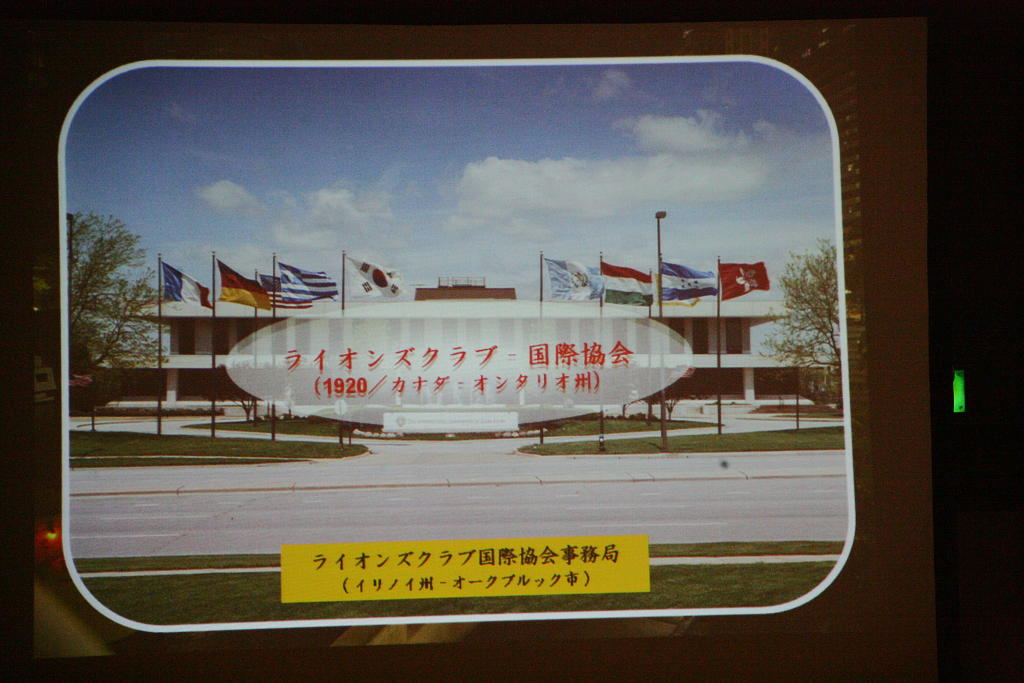 ライオンズクラブ‐国際協会
（1920／カナダ‐オンタリオ州）
ライオンズクラブ国際協会事務局
（イリノイ州‐オークブルック市）